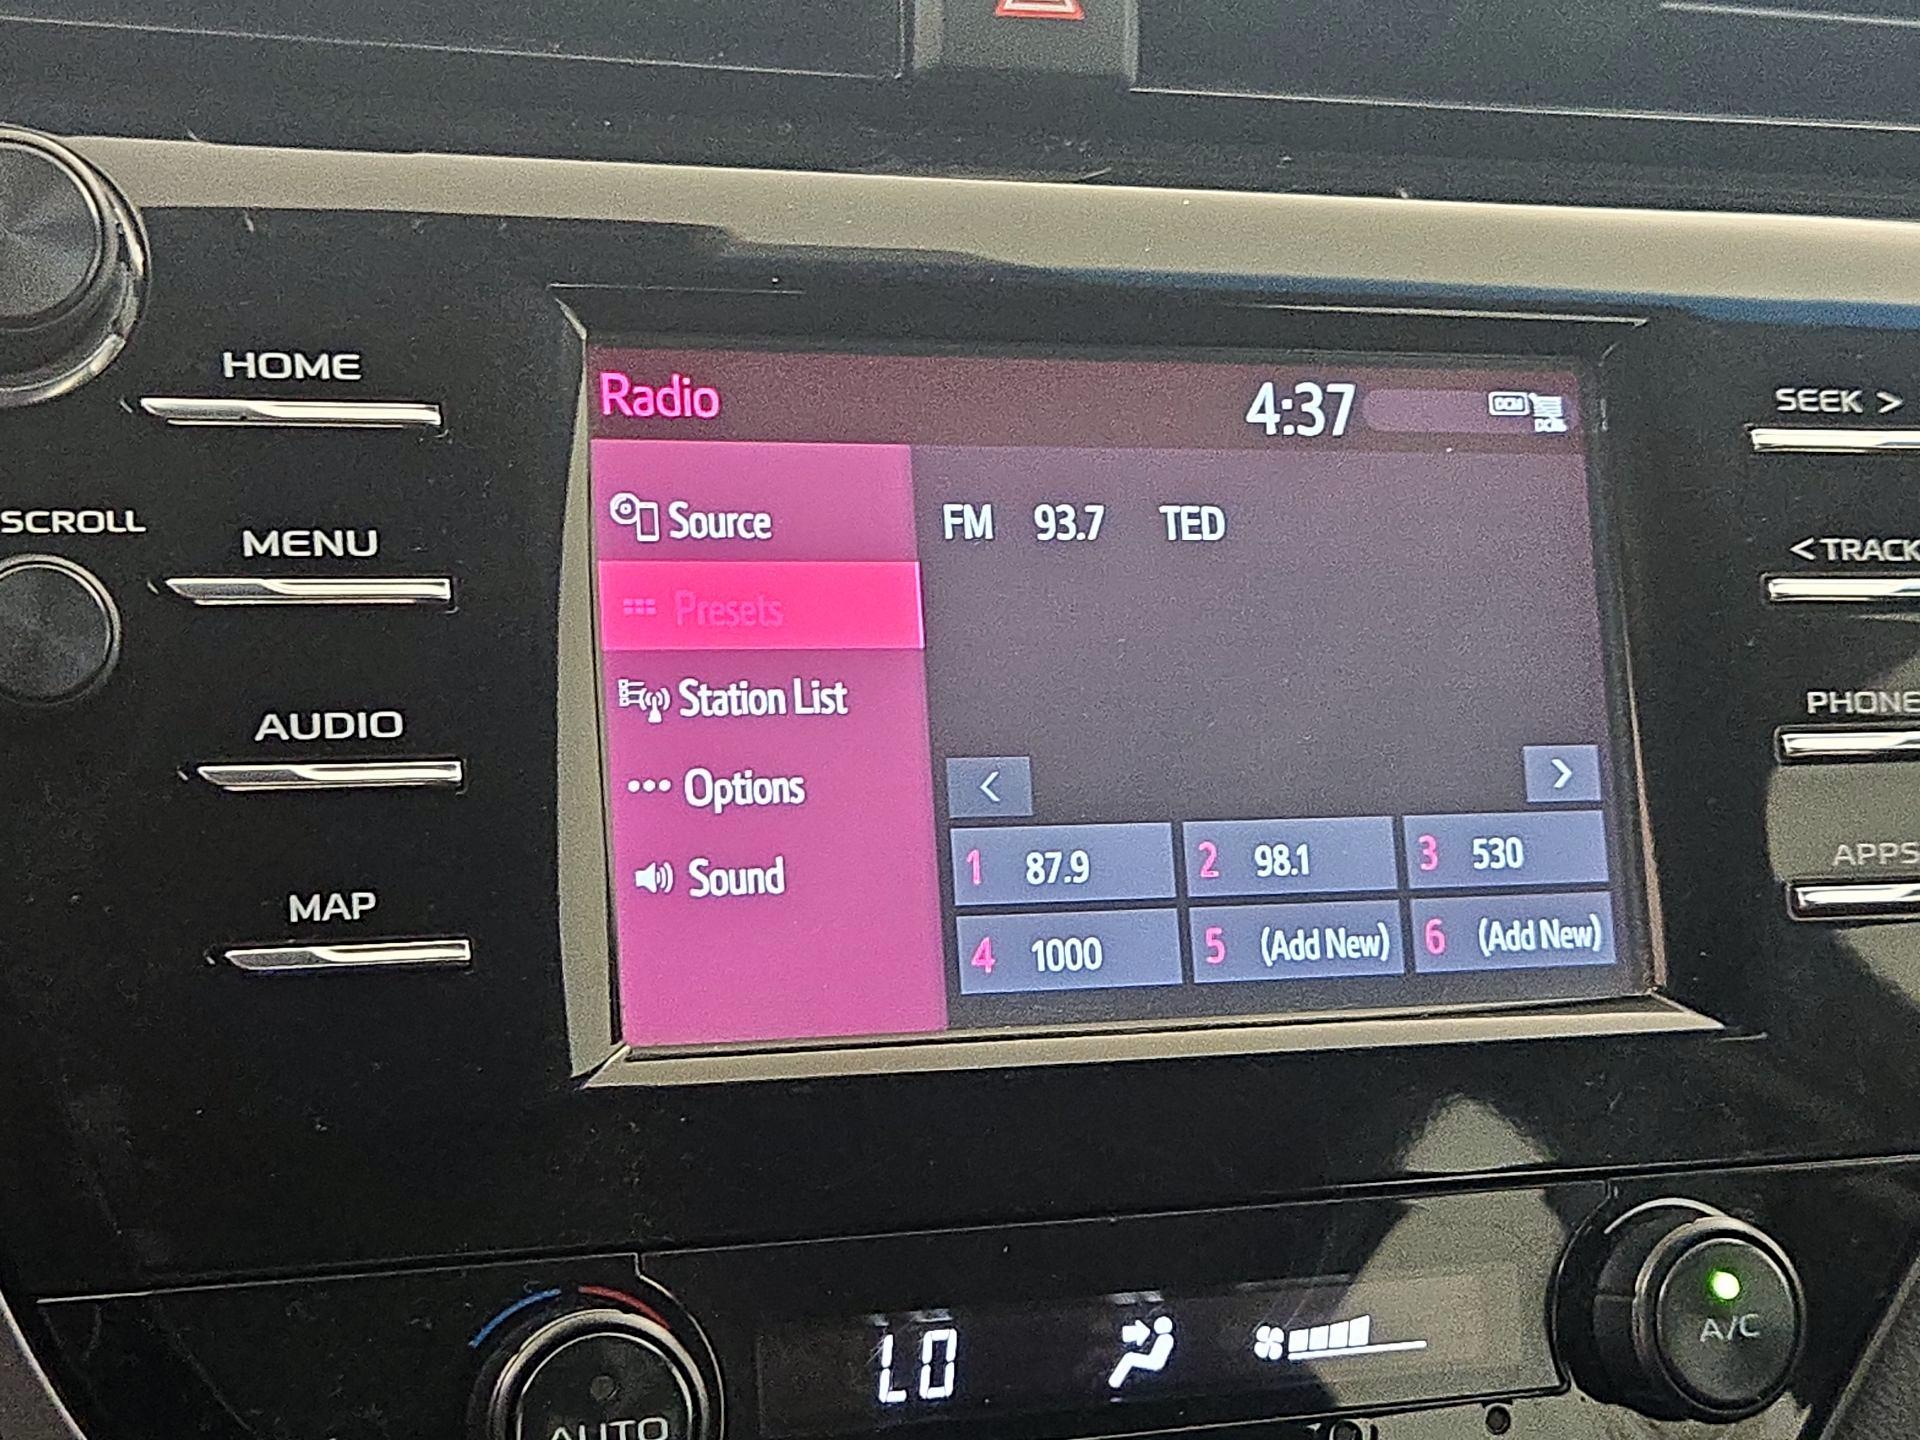 HOME
MENU
AUDIO
MAP
SCROLL
Radio
4:37
DCM
DCM
Source
Presets
Station List
Options
Sound
FM 93.7 TED
<
>
1 87.9
2 98.1
3 530
4 1000
5 (Add New)
6 (Add New)
SEEK >
< TRACK
PHONE
APPS
AUTO
LO
A/C